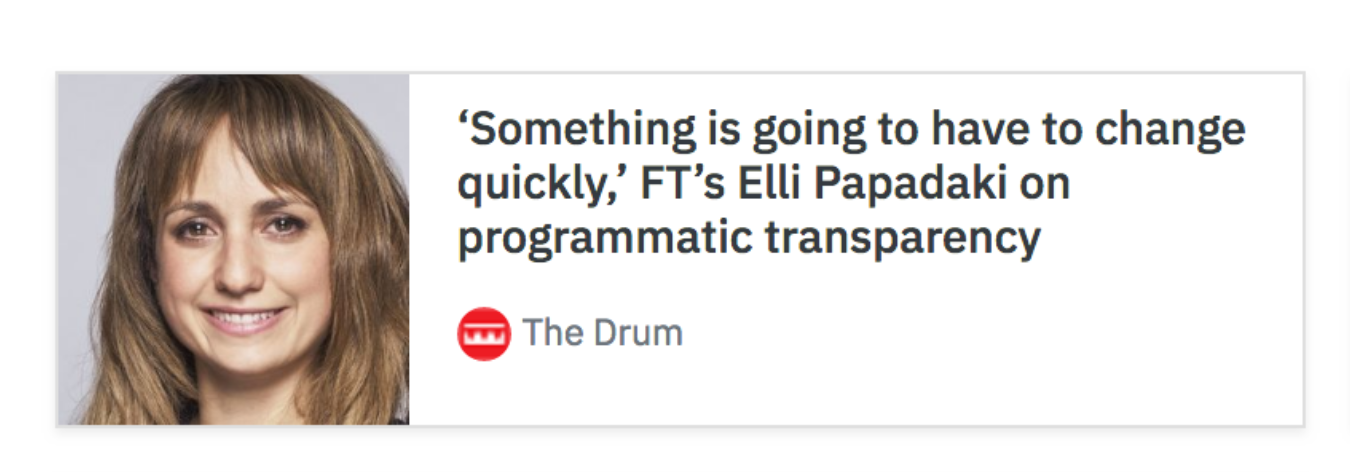 ‘Something is going to have to change
quickly,’ FT’s Elli Papadaki on
programmatic transparency
The Drum